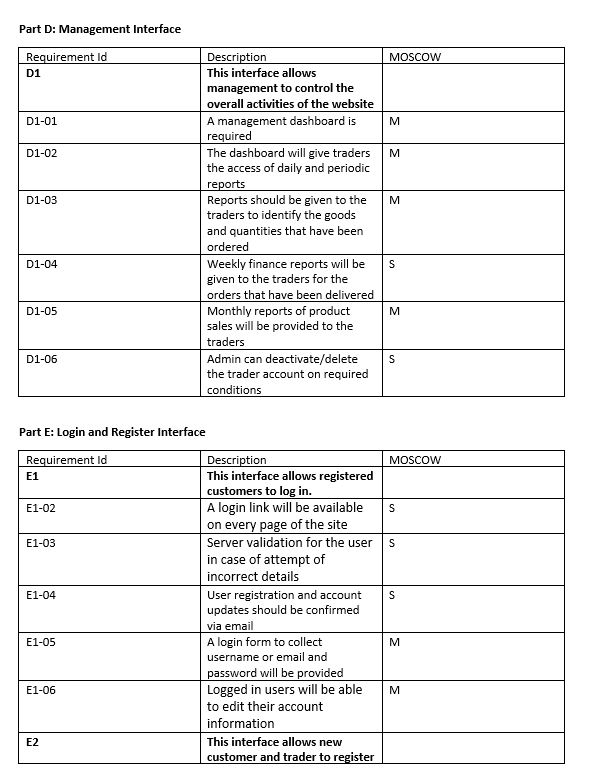 Part D: Management Interface
Requirement Id Description MOSCOW
D1 This interface allows
management to control the
overall activities of the website
D1-01 A management dashboard is M
required
D1-02 The dashboard will give traders M
the access of daily and periodic
reports
D1-03 Reports should be given to the M
traders to identify the goods
and quantities that have been
ordered
D1-04 Weekly finance reports will be S
given to the traders for the
orders that have been delivered
D1-05 Monthly reports of product M
sales will be provided to the
traders
D1-06 Admin can deactivate/delete S
the trader account on required
conditions
Part E: Login and Register Interface
Requirement Id Description MOSCOW
E1 This interface allows registered
customers to log in.
E1-02 A login link will be available S
on every page of the site
E1-03 Server validation for the user S
in case of attempt of
incorrect details
E1-04 User registration and account S
updates should be confirmed
via email
E1-05 A login form to collect M
username or email and
password will be provided
E1-06 Logged in users will be able M
to edit their account
information
E2 This interface allows new
customer and trader to register